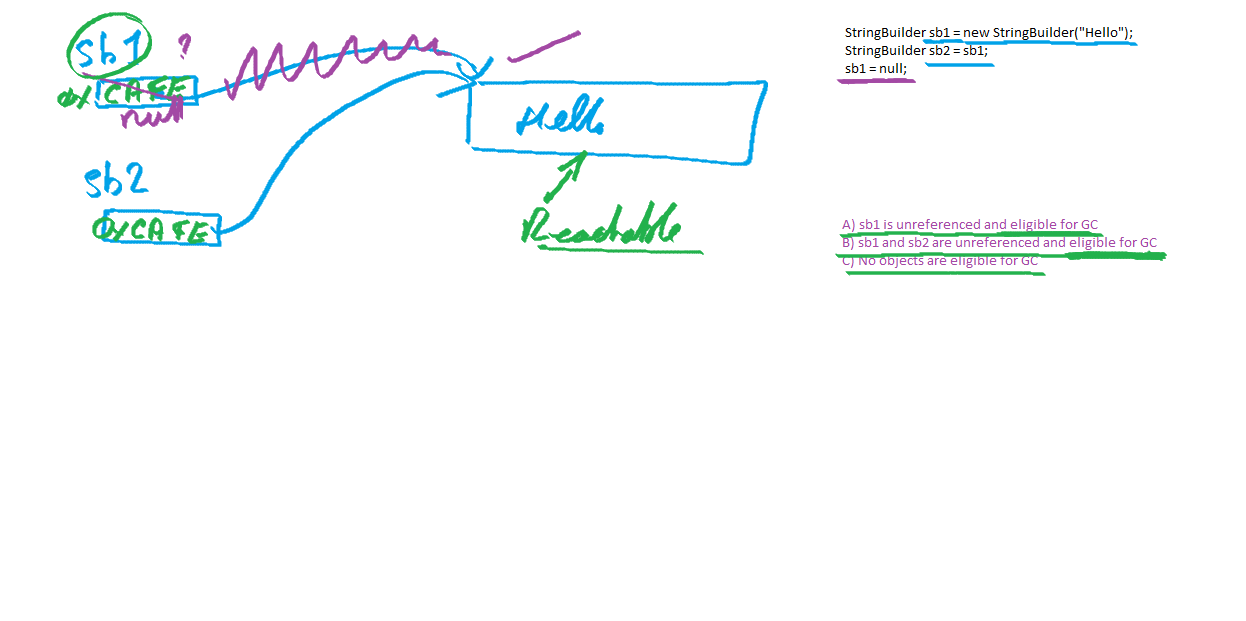 sb1 ?
0x CAFE
null
Hello
sb2
0xCAFE
Reachable
StringBuilder sb1 = new StringBuilder("Hello");
StringBuilder sb2 = sb1;
sb1 = null;
A) sb1 is unreferenced and eligible for GC
B) sb1 and sb2 are unreferenced and eligible for GC
C) No objects are eligible for GC